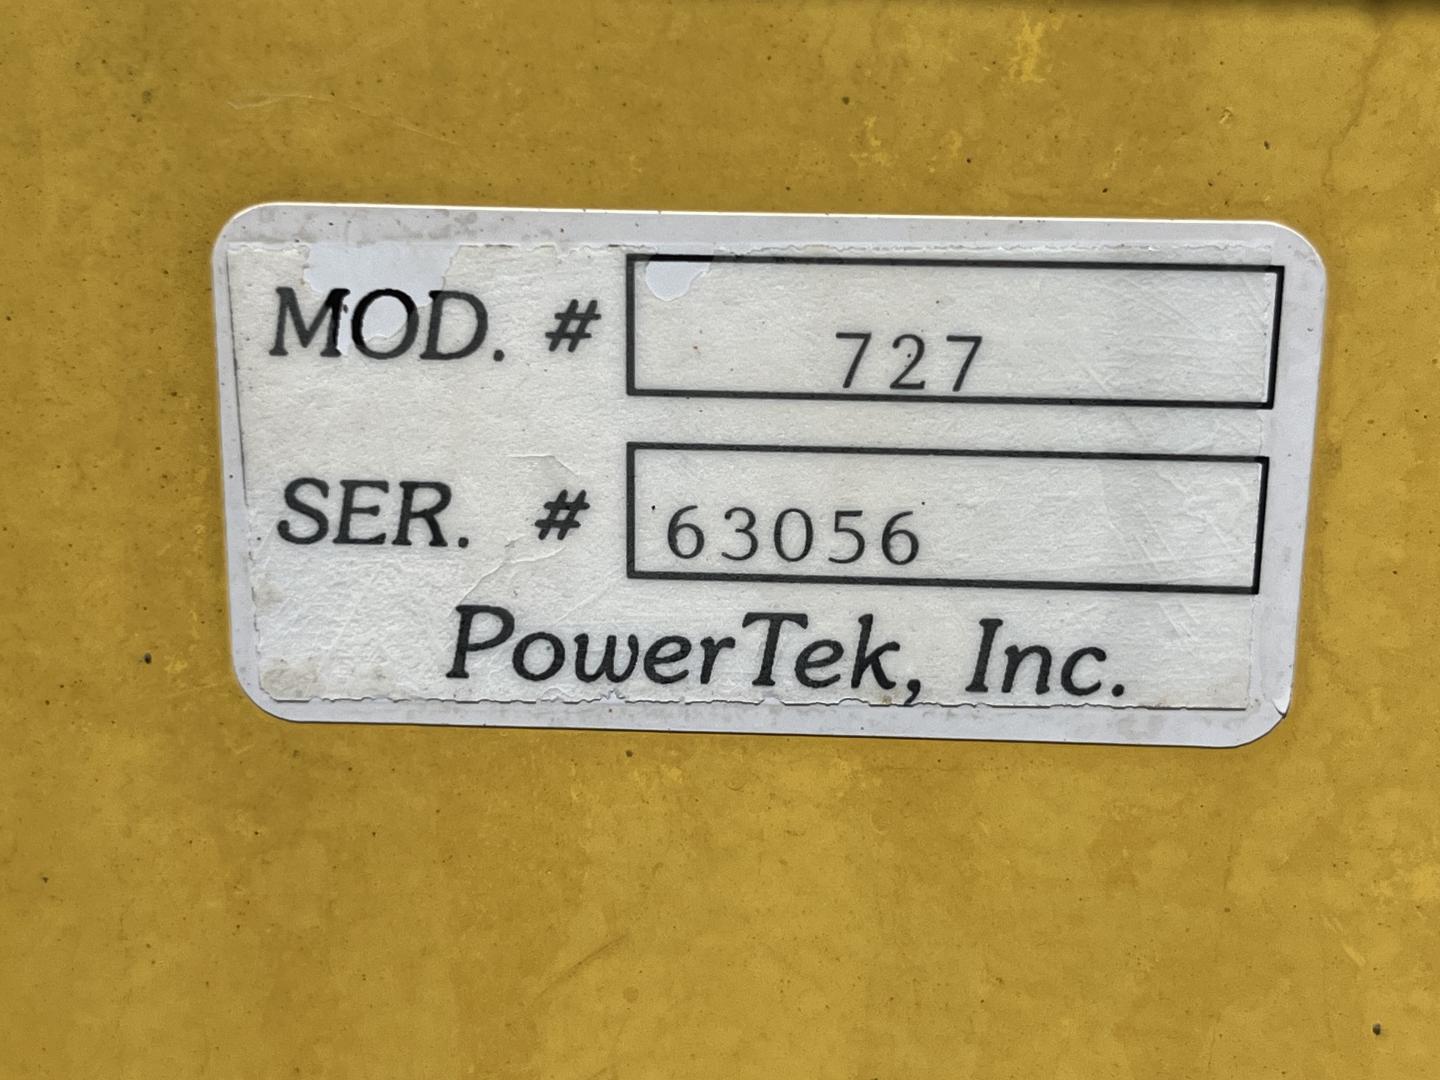 MOD. # 727
SER. # 63056
PowerTek, Inc.